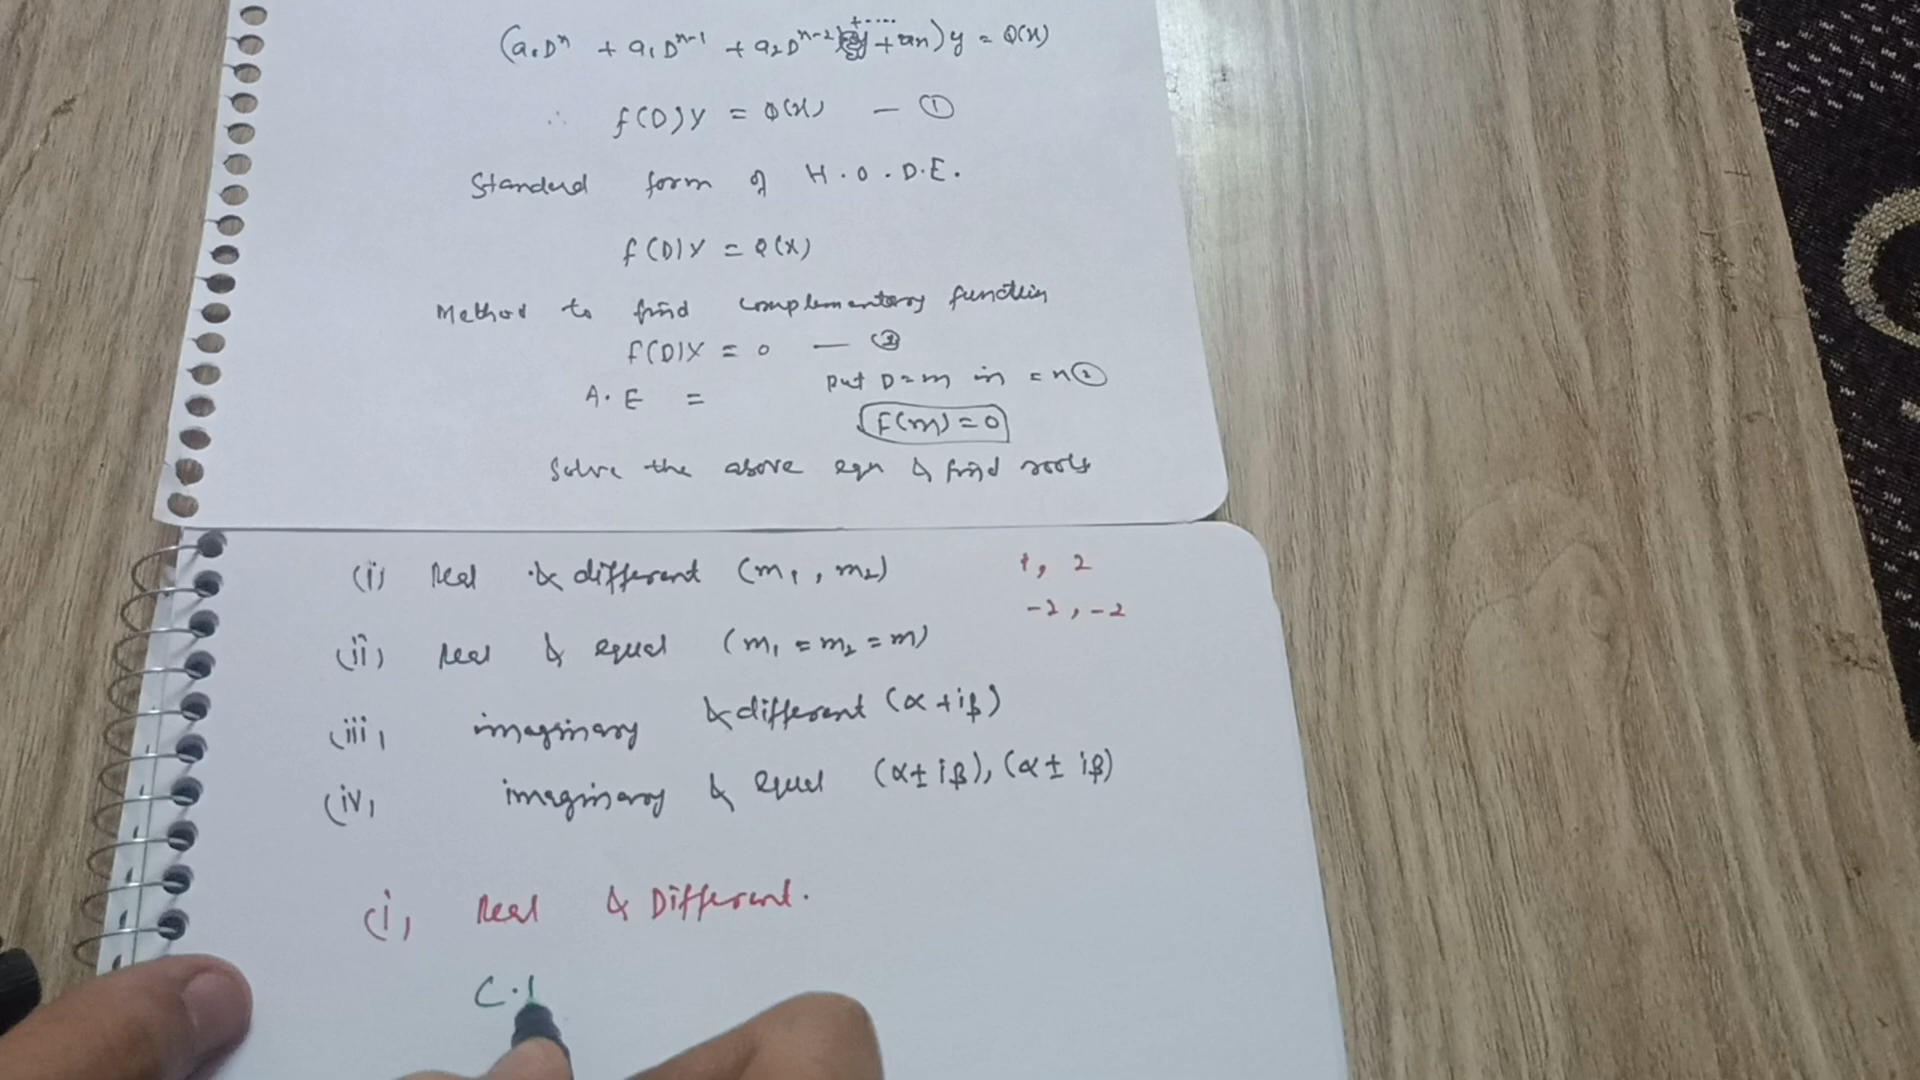 (a₀Dⁿ + a₁Dⁿ⁻¹ + a₂Dⁿ⁻² +.... + an)y = Q(x)
∴ f(D)y = Q(x) — ①
Standard form of H.O.D.E.
f(D)y = Q(x)
Method to find complementary function
f(D)y = 0 — ②
A.E = put D=m in eqn ②
f(m) = 0
Solve the above eqn & find roots
(i) Real & different (m₁, m₂) 1, 2
-2, -2
(ii) Real & equal (m₁ = m₂ = m)
(iii) imaginary & different (α + iβ)
(iv) imaginary & equal (α ± iβ), (α ± iβ)
(i) Real & Different.
C.